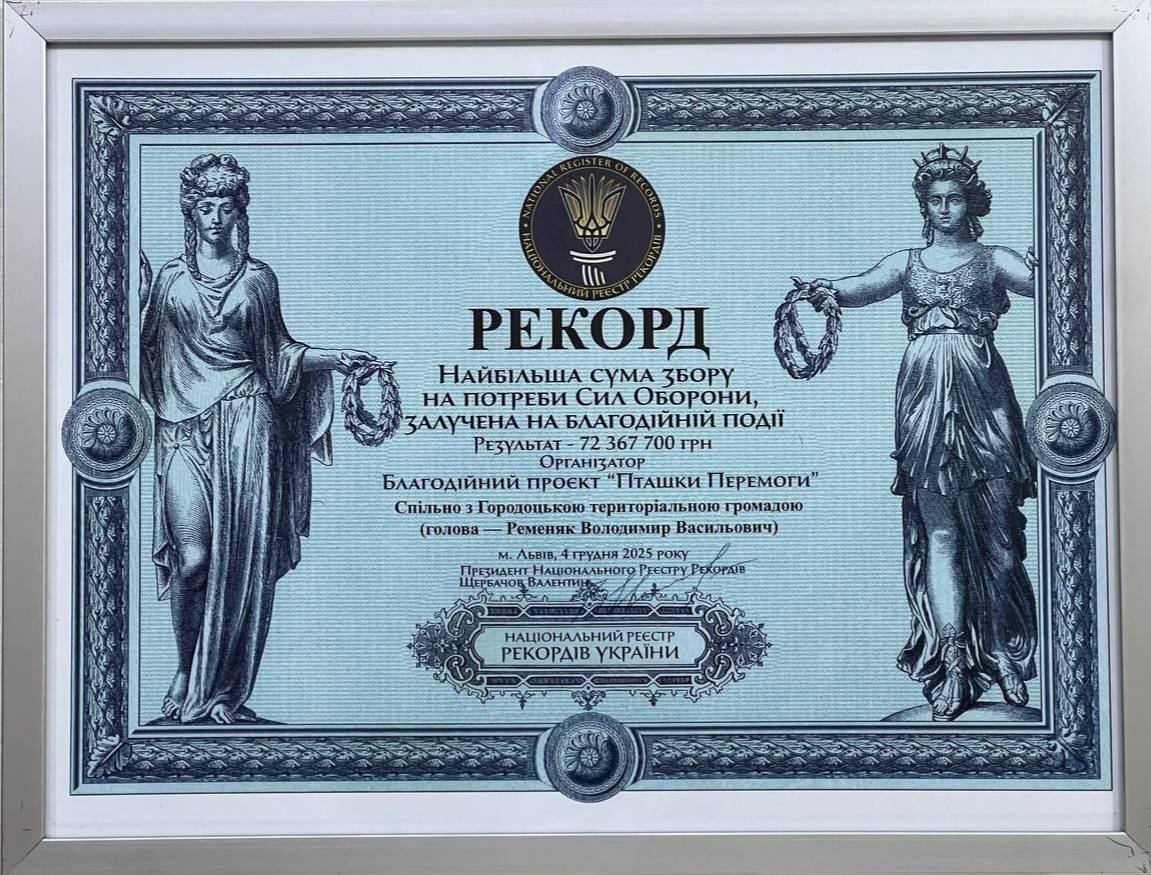 NATIONAL REGISTER OF RECORDS
НАЦІОНАЛЬНИЙ РЕЄСТР РЕКОРДІВ
РЕКОРД
Найбільша сума збору
на потреби Сил Оборони,
залучена на благодійній події
Результат - 72 367 700 грн
Організатор
Благодійний проєкт “Пташки Перемоги”
Спільно з Городоцькою територіальною громадою
(голова — Ременяк Володимир Васильович)
м. Львів, 4 грудня 2025 року
Президент Національного Реєстру Рекордів
Щербачов Валентин
НАЦІОНАЛЬНИЙ РЕЄСТР
РЕКОРДІВ УКРАЇНИ